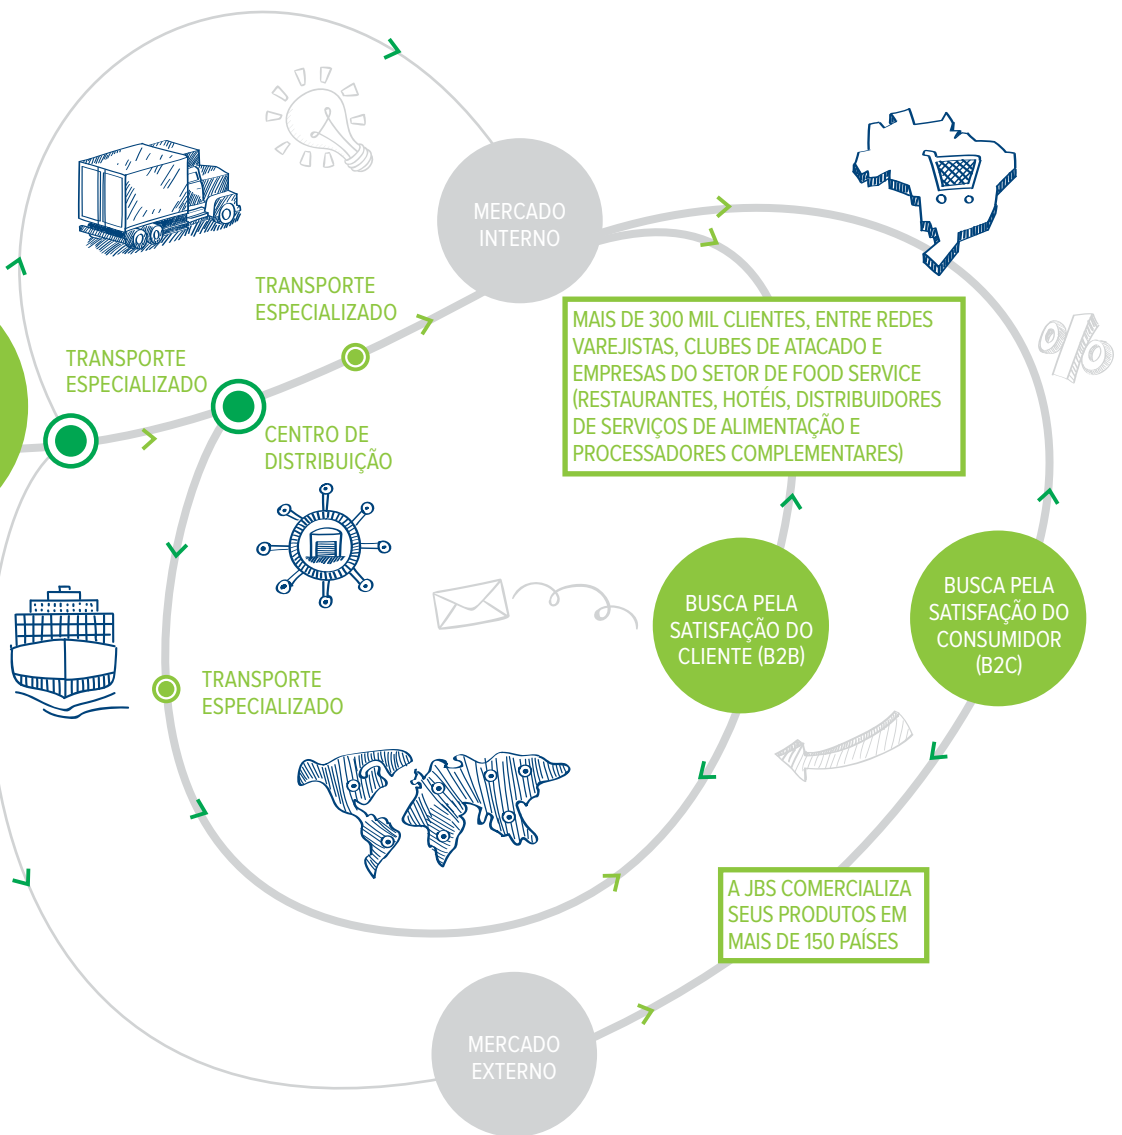 MERCADO
INTERNO
TRANSPORTE
ESPECIALIZADO
MAIS DE 300 MIL CLIENTES, ENTRE REDES
VAREJISTAS, CLUBES DE ATACADO E
EMPRESAS DO SETOR DE FOOD SERVICE
(RESTAURANTES, HOTÉIS, DISTRIBUIDORES
DE SERVIÇOS DE ALIMENTAÇÃO E
PROCESSADORES COMPLEMENTARES)
TRANSPORTE
ESPECIALIZADO
CENTRO DE
DISTRIBUIÇÃO
BUSCA PELA
SATISFAÇÃO DO
CLIENTE (B2B)
BUSCA PELA
SATISFAÇÃO DO
CONSUMIDOR
(B2C)
TRANSPORTE
ESPECIALIZADO
A JBS COMERCIALIZA
SEUS PRODUTOS EM
MAIS DE 150 PAÍSES
MERCADO
EXTERNO